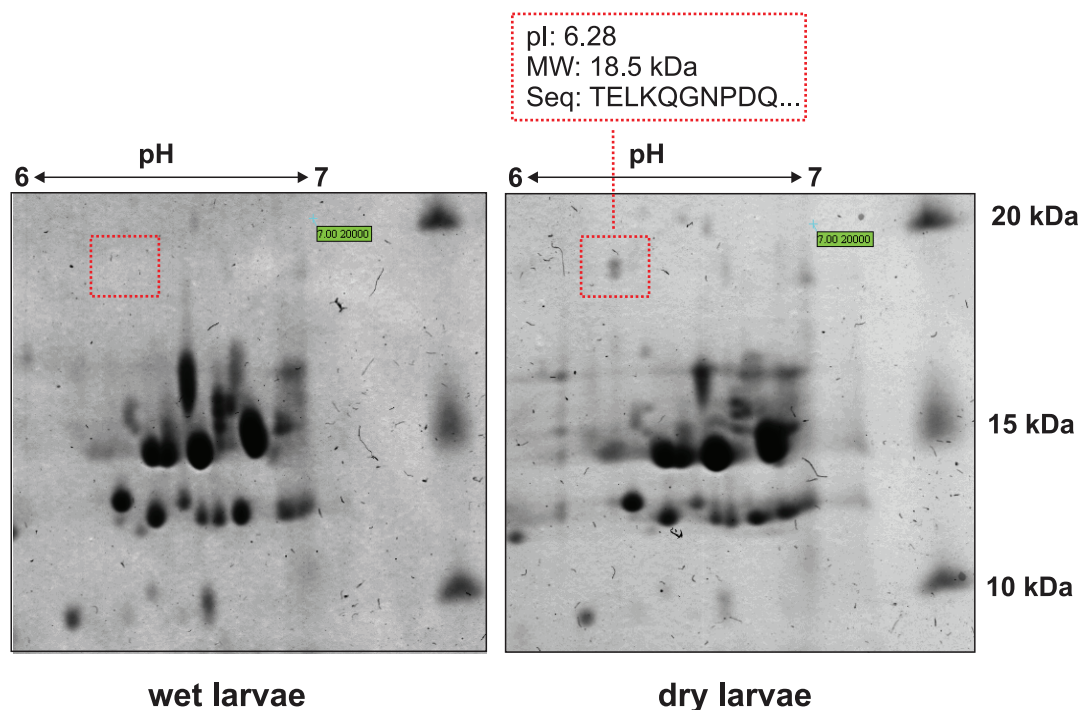 pI: 6.28
MW: 18.5 kDa
Seq: TELKQGNPDQ...
pH
6
7
pH
6
7
7.00 20000
7.00 20000
20 kDa
15 kDa
10 kDa
wet larvae
dry larvae